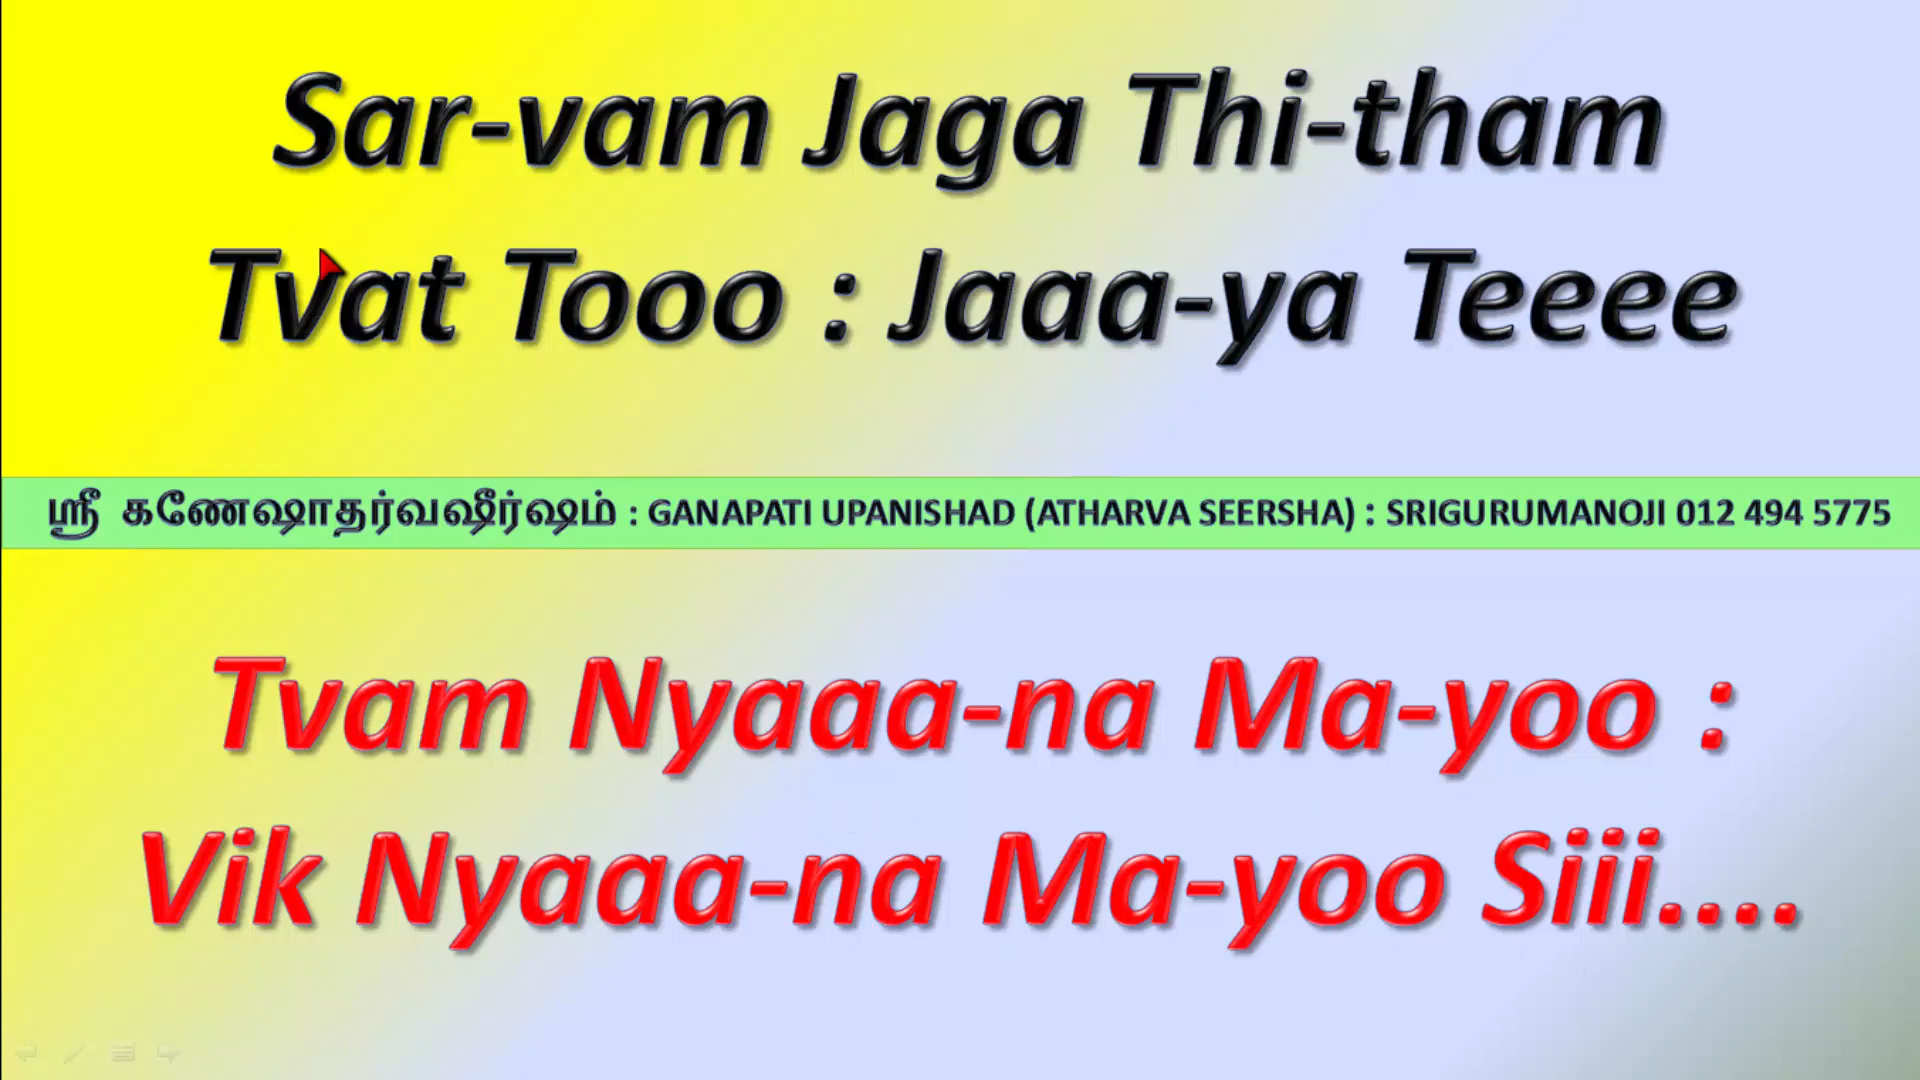 Sar-vam Jaga Thi-tham
Tvat Tooo : Jaaa-ya Teeee
ஸ்ரீ கணேஷாதர்வஷீர்ஷம் : GANAPATI UPANISHAD (ATHARVA SEERSHA) : SRIGURUMANOJI 012 494 5775
Tvam Nyaaa-na Ma-yoo :
Vik Nyaaa-na Ma-yoo Siii....